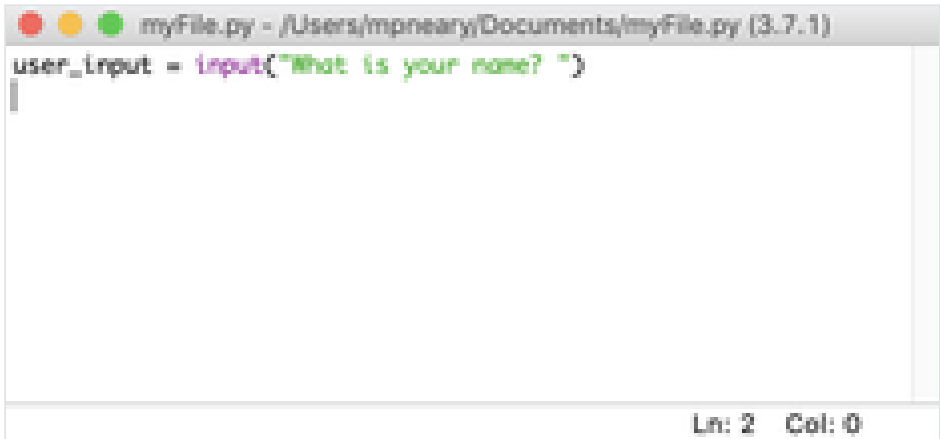 myFile.py - /Users/mpneary/Documents/myFile.py (3.7.1)
user_input = input("What is your name? ")
Ln: 2 Col: 0